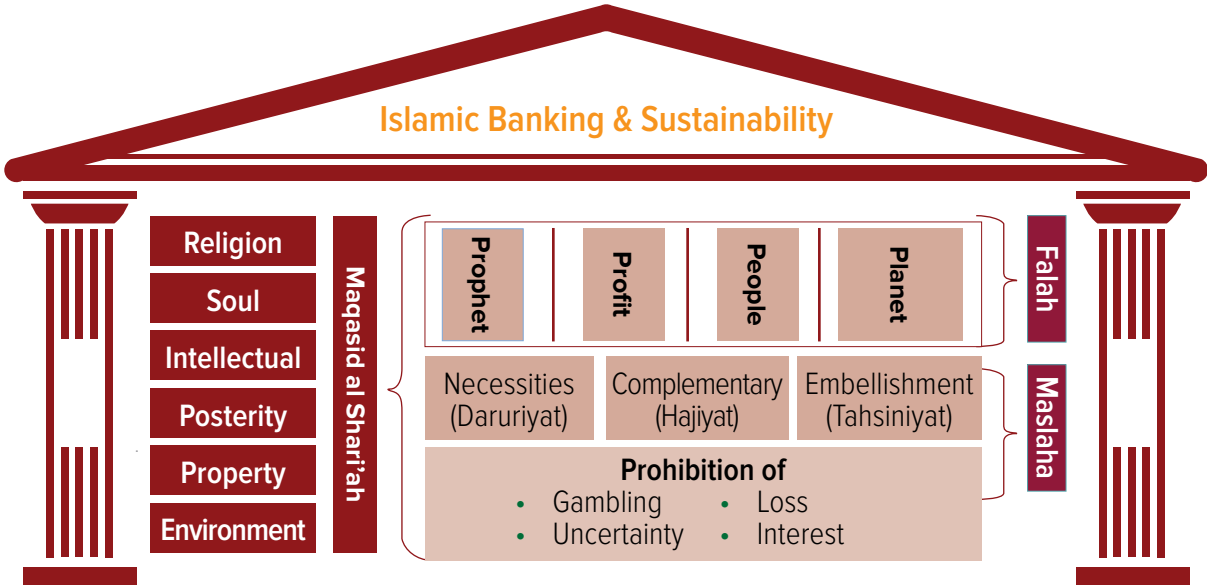 Islamic Banking & Sustainability
Religion
Soul
Intellectual
Posterity
Property
Environment
Maqasid al Shari’ah
Prophet
Profit
People
Planet
Necessities
(Daruriyat)
Complementary
(Hajiyat)
Embellishment
(Tahsiniyat)
Prohibition of
• Gambling
• Uncertainty
• Loss
• Interest
Falah
Maslaha